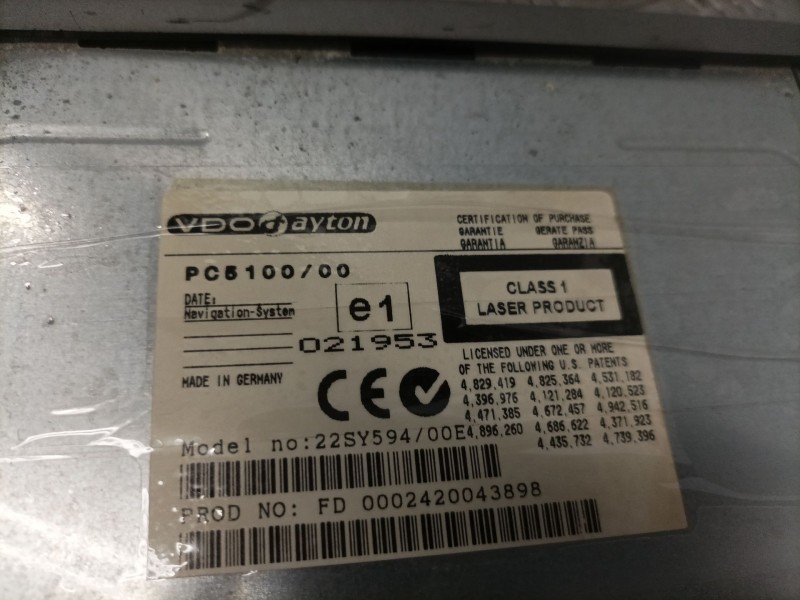 VDO dayton
CERTIFICATION OF PURCHASE
GARANTIE GERATE PASS
GARANTIA GARANZIA
PC5100/00
CLASS 1
LASER PRODUCT
DATE:
Navigation-System
e1
021953
MADE IN GERMANY
CE
LICENSED UNDER ONE OR MORE
OF THE FOLLOWING U.S. PATENTS
4,829,419 4,825,364 4,531,182
4,396,976 4,121,284 4,120,523
4,471,385 4,672,457 4,942,516
4,896,260 4,686,622 4,371,923
4,435,732 4,739,396
Model no:22SY594/00E
PROD NO: FD 0002420043898